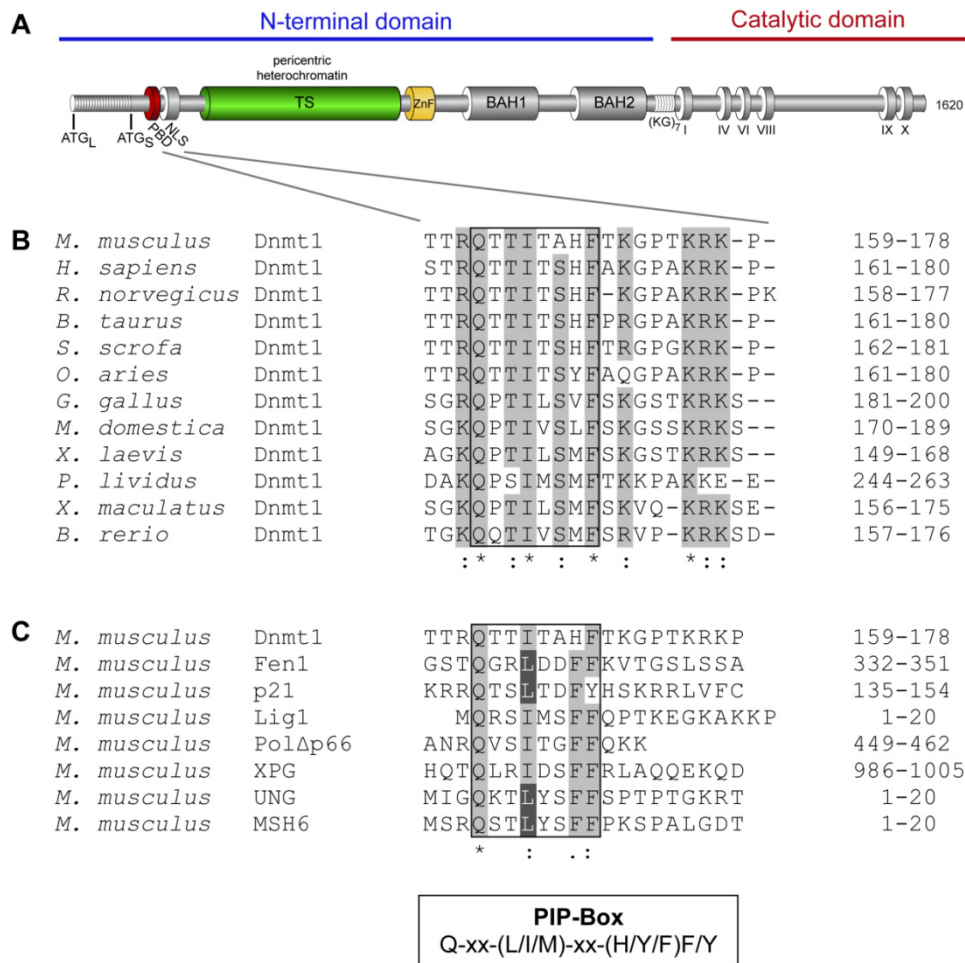 A
N-terminal domain
Catalytic domain
pericentric
heterochromatin
TS
ZnF
BAH1
BAH2
1620
ATGL
ATGS
PBD
NLS
(KG)7
I
IV
VI
VIII
IX
X
B
M. musculus Dnmt1 TTRQTTITAHFTKGPTKRK-P- 159-178
H. sapiens Dnmt1 STRQTTITSHFAKGPAKRK-P- 161-180
R. norvegicus Dnmt1 TTRQTTITSHF-KGPAKRK-PK 158-177
B. taurus Dnmt1 TTRQTTITSHFPRGPAKRK-P- 161-180
S. scrofa Dnmt1 TTRQTTITSHFTRGPGKRK-P- 162-181
O. aries Dnmt1 TTRQTTITSYFAQGPAKRK-P- 161-180
G. gallus Dnmt1 SGRQPTILSVFSKGSTKRKS-- 181-200
M. domestica Dnmt1 SGKQPTIVSLFSKGSSKRKS-- 170-189
X. laevis Dnmt1 AGKQPTILSMFSKGSTKRKS-- 149-168
P. lividus Dnmt1 DAKQPSIMSMFTKKPAKKE-E- 244-263
X. maculatus Dnmt1 TGKQPTILSMFSKVQ-KRKSE- 156-175
B. rerio Dnmt1 TGKQQTIVSMFSRVP-KRKSD- 157-176
: * : * : * : * : :
C
M. musculus Dnmt1 TTRQTTITAHFTKGPTKRKP 159-178
M. musculus Fen1 GSTQGRLDDFFKVTGSLSSA 332-351
M. musculus p21 KRRQTSLTDFYHSKRRLVFC 135-154
M. musculus Lig1 MQRSIMSFFQPTKEGKAKKP 1-20
M. musculus PolΔp66 ANRQVSITGFFQKK 449-462
M. musculus XPG HQTQLRIDSFFRLAQQEKQD 986-1005
M. musculus UNG MIGQKTLYSFFSPTPTGKRT 1-20
M. musculus MSH6 MSRQSTLYSFFPKSPALGDT 1-20
* : . :
PIP-Box
Q-xx-(L/I/M)-xx-(H/Y/F)F/Y